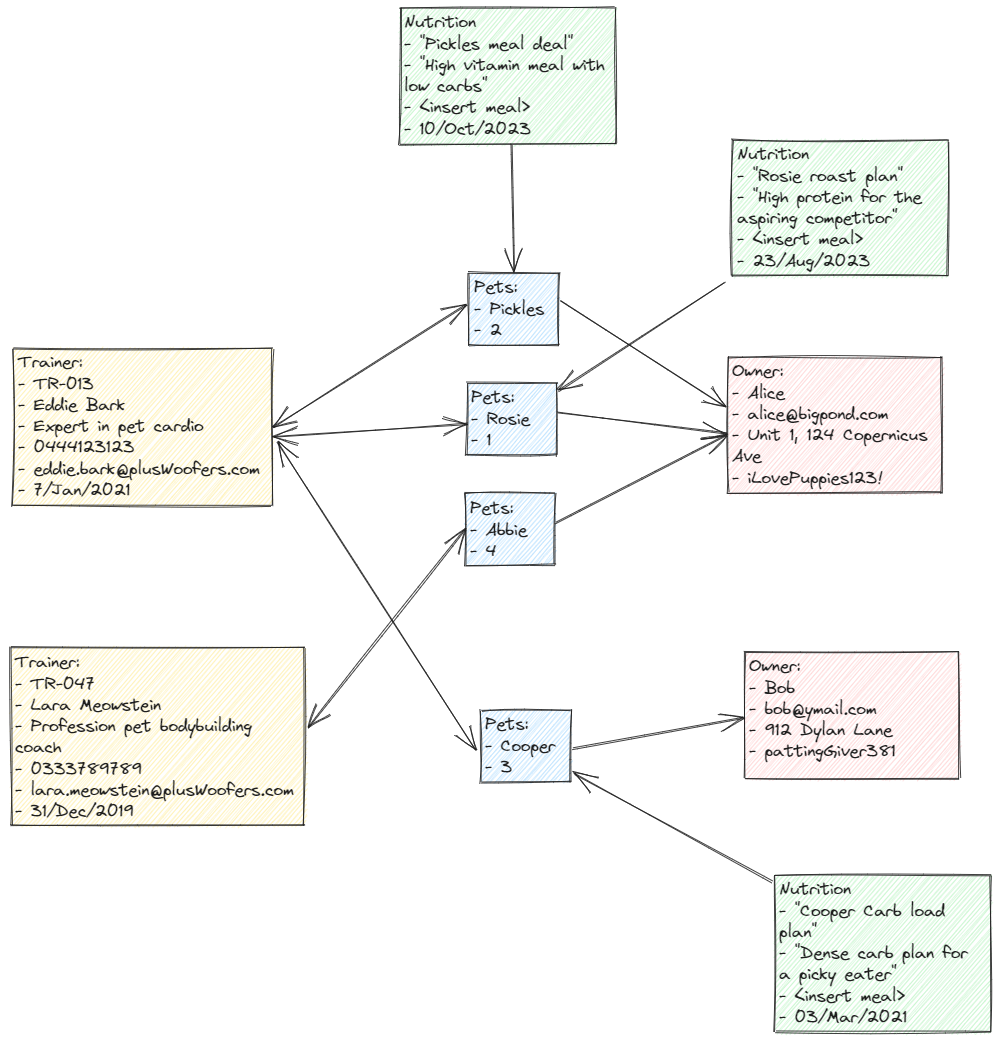 Nutrition
- "Pickles meal deal"
- "High vitamin meal with
low carbs"
- <insert meal>
- 10/Oct/2023
Nutrition
- "Rosie roast plan"
- "High protein for the
aspiring competitor"
- <insert meal>
- 23/Aug/2023
Pets:
- Pickles
- 2
Trainer:
- TR-013
- Eddie Bark
- Expert in pet cardio
- 0444123123
- eddie.bark@plusWoofers.com
- 7/Jan/2021
Pets:
- Rosie
- 1
Owner:
- Alice
- alice@bigpond.com
- Unit 1, 124 Copernicus
Ave
- iLovePuppies123!
Pets:
- Abbie
- 4
Trainer:
- TR-047
- Lara Meowstein
- Profession pet bodybuilding
coach
- 0333789789
- lara.meowstein@plusWoofers.com
- 31/Dec/2019
Pets:
- Cooper
- 3
Owner:
- Bob
- bob@ymail.com
- 912 Dylan Lane
- pattingGiver381
Nutrition
- "Cooper Carb load
plan"
- "Dense carb plan for
a picky eater"
- <insert meal>
- 03/Mar/2021